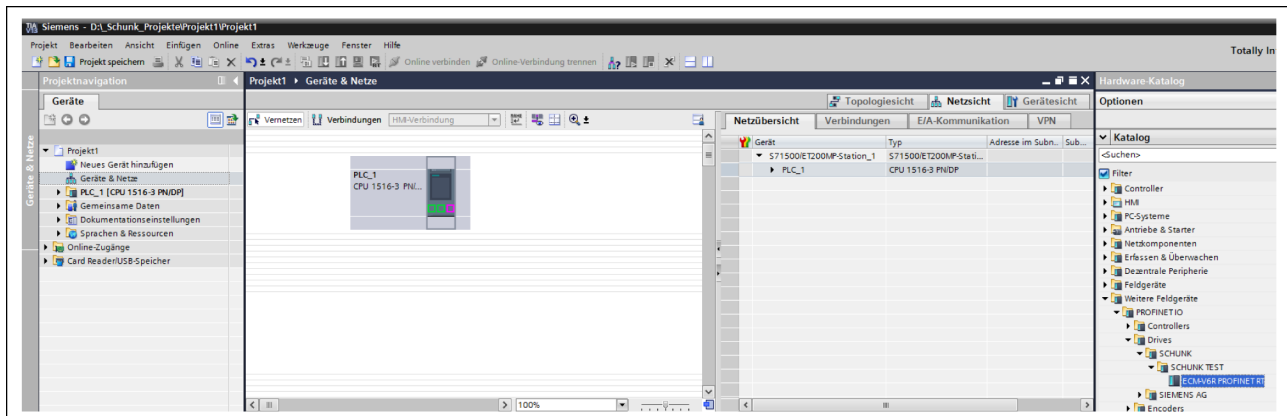 Siemens - D:\_Schunk_Projekte\Projekt1\Projekt1
Projekt Bearbeiten Ansicht Einfügen Online Extras Werkzeuge Fenster Hilfe
Totally In
Projekt speichern Online verbinden Online-Verbindung trennen
Projektnavigation
Projekt1 Geräte & Netze
Hardware-Katalog
Geräte
Topologiesicht Netzsicht Gerätesicht
Optionen
Vernetzen Verbindungen HMI-Verbindung
Netzübersicht Verbindungen E/A-Kommunikation VPN
Katalog
Geräte & Netze
Gerät Typ Adresse im Subn... Sub...
<Suchen>
Filter
Projekt1
Neues Gerät hinzufügen
Geräte & Netze
PLC_1 [CPU 1516-3 PN/DP]
Gemeinsame Daten
Dokumentationseinstellungen
Sprachen & Ressourcen
Online-Zugänge
Card Reader/USB-Speicher
PLC_1
CPU 1516-3 PN/...
S71500/ET200MP-Station_1 S71500/ET200MP-Stati...
PLC_1 CPU 1516-3 PN/DP
Controller
HMI
PC-Systeme
Antriebe & Starter
Netzkomponenten
Erfassen & Überwachen
Dezentrale Peripherie
Feldgeräte
Weitere Feldgeräte
PROFINET IO
Controllers
Drives
SCHUNK
SCHUNK TEST
ECM-V6R PROFINET RT
SIEMENS AG
Encoders
100%